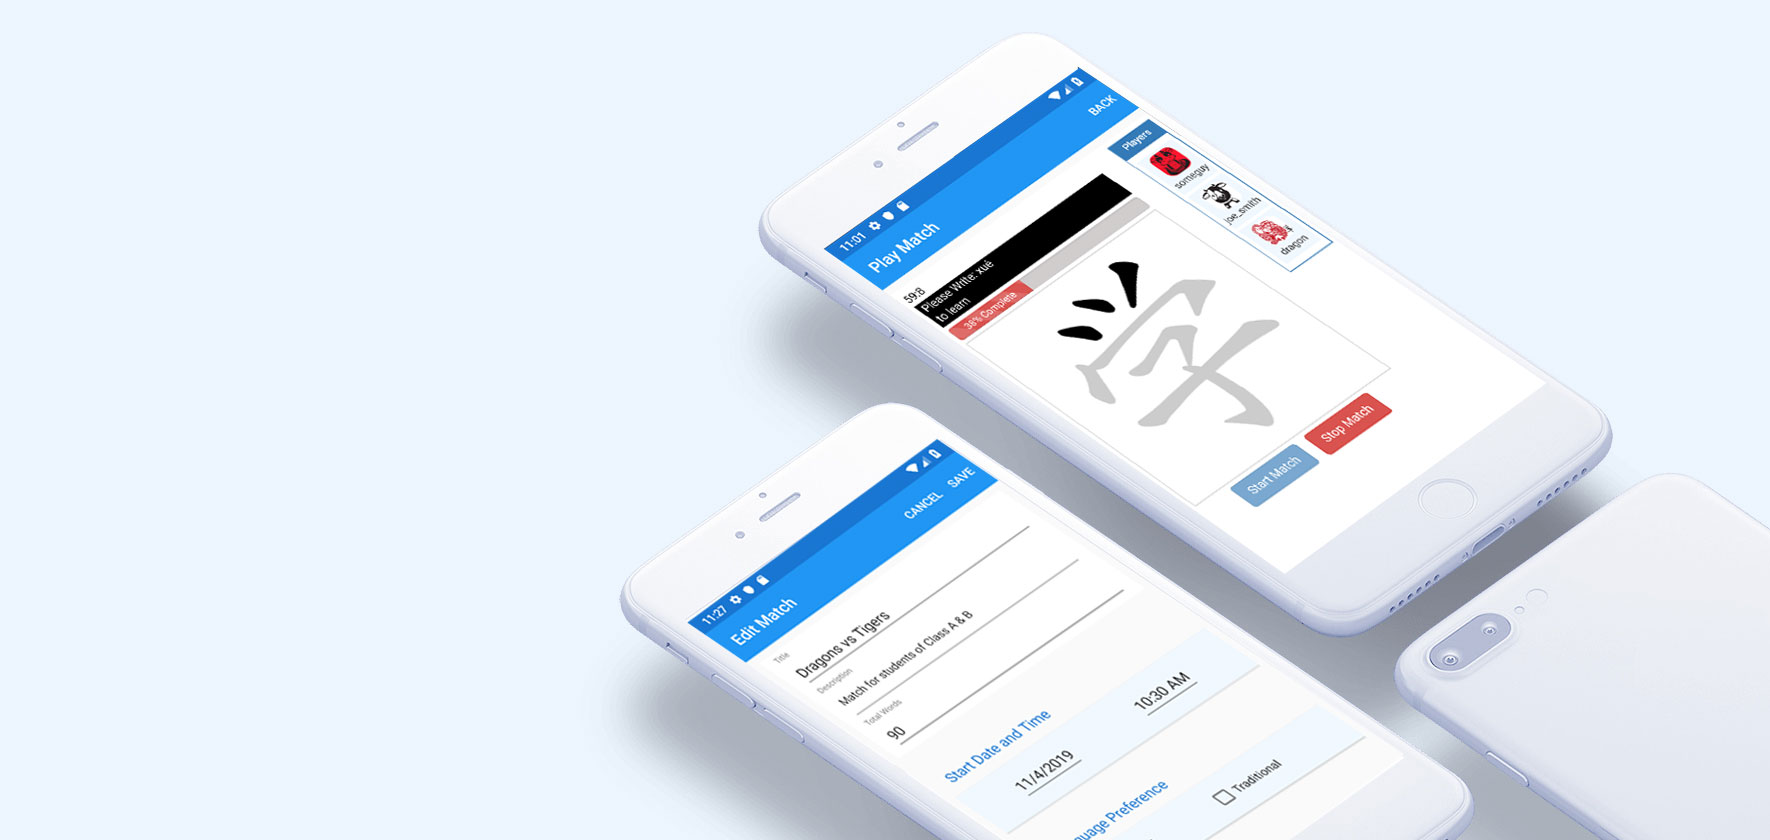 11:01
BACK
Play Match
Players
someguy
joe_smith
dragon
59:8
Please Write: xué
to learn
38% Complete
学
Start Match
Stop Match
11:27
CANCEL SAVE
Edit Match
Title
Dragons vs Tigers
Description
Match for students of Class A & B
Total Words
90
Start Date and Time
11/4/2019
10:30 AM
guage Preference
Traditional